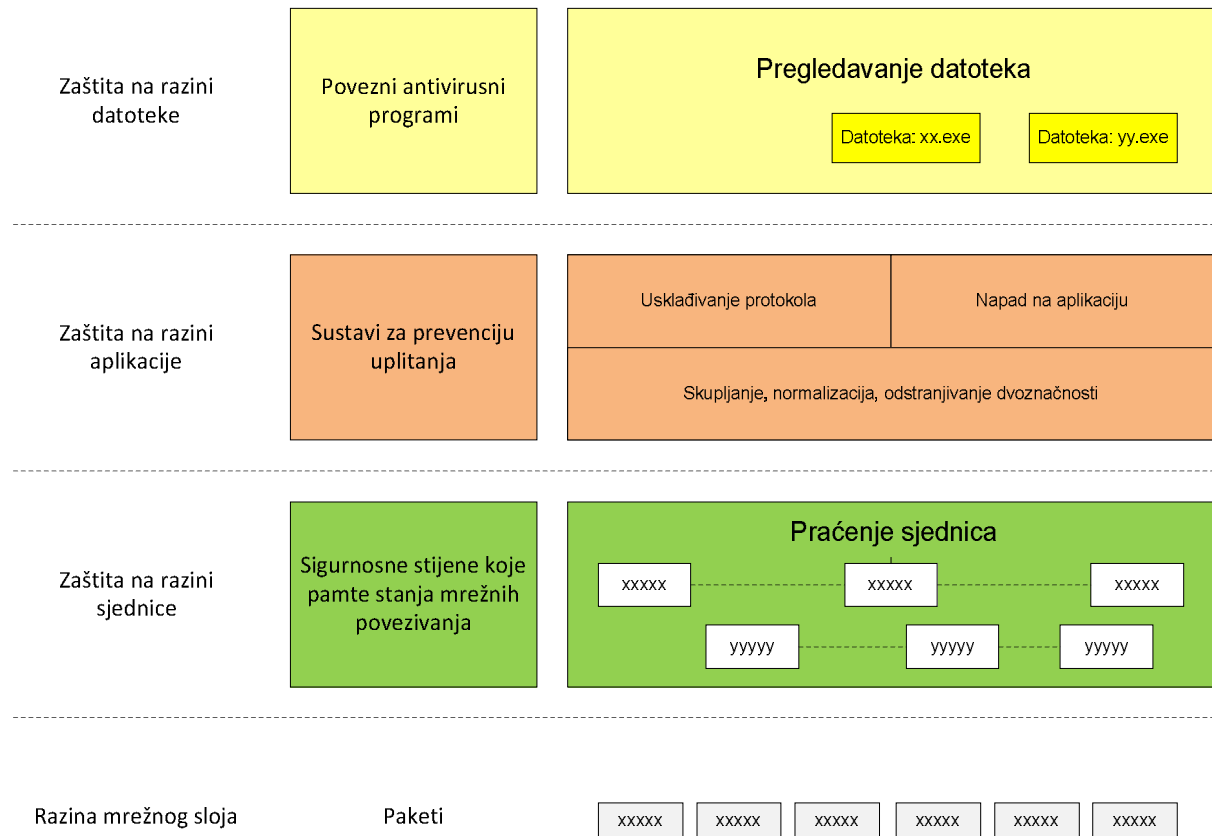 Zaštita na razini
datoteke
Povezni antivirusni
programi
Pregledavanje datoteka
Datoteka: xx.exe
Datoteka: yy.exe
Zaštita na razini
aplikacije
Sustavi za prevenciju
uplitanja
Usklađivanje protokola
Napad na aplikaciju
Skupljanje, normalizacija, odstranjivanje dvoznačnosti
Zaštita na razini
sjednice
Sigurnosne stijene koje
pamte stanja mrežnih
povezivanja
Praćenje sjednica
xxxxx
xxxxx
xxxxx
yyyyy
yyyyy
yyyyy
Razina mrežnog sloja
Paketi
xxxxx
xxxxx
xxxxx
xxxxx
xxxxx
xxxxx